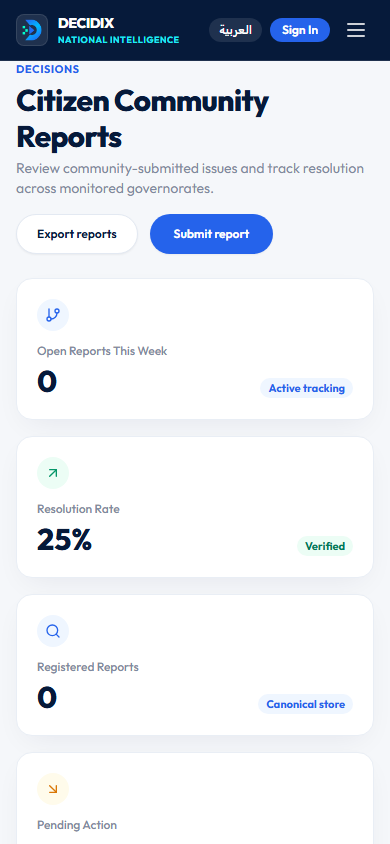 DECIDIX
NATIONAL INTELLIGENCE
العربية
Sign In
DECISIONS
Citizen Community
Reports
Review community-submitted issues and track resolution
across monitored governorates.
Export reports
Submit report
Open Reports This Week
0
Active tracking
Resolution Rate
25%
Verified
Registered Reports
0
Canonical store
Pending Action